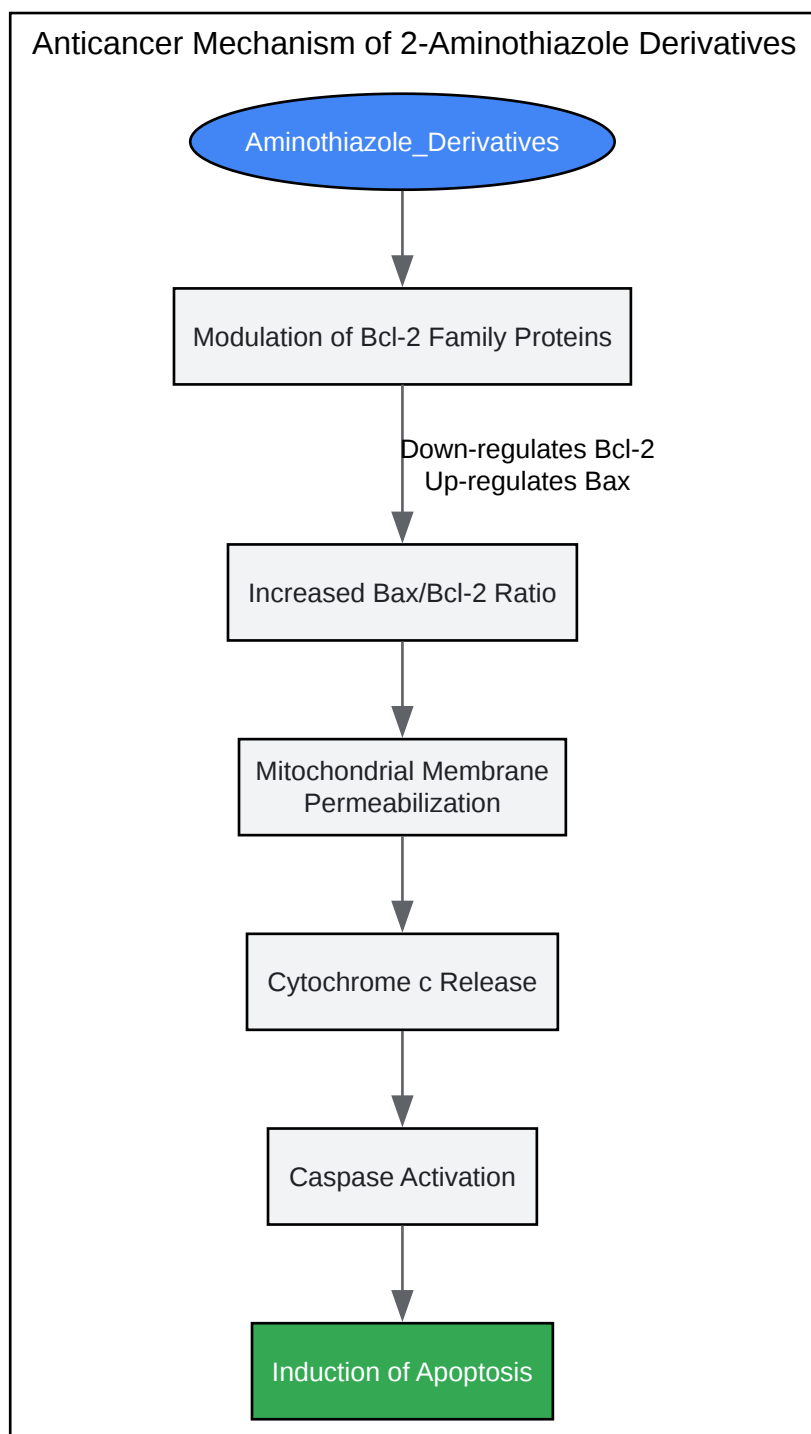 Anticancer Mechanism of 2-Aminothiazole Derivatives
Aminothiazole_Derivatives
Modulation of Bcl-2 Family Proteins
Down-regulates Bcl-2
Up-regulates Bax
Increased Bax/Bcl-2 Ratio
Mitochondrial Membrane
Permeabilization
Cytochrome c Release
Caspase Activation
Induction of Apoptosis